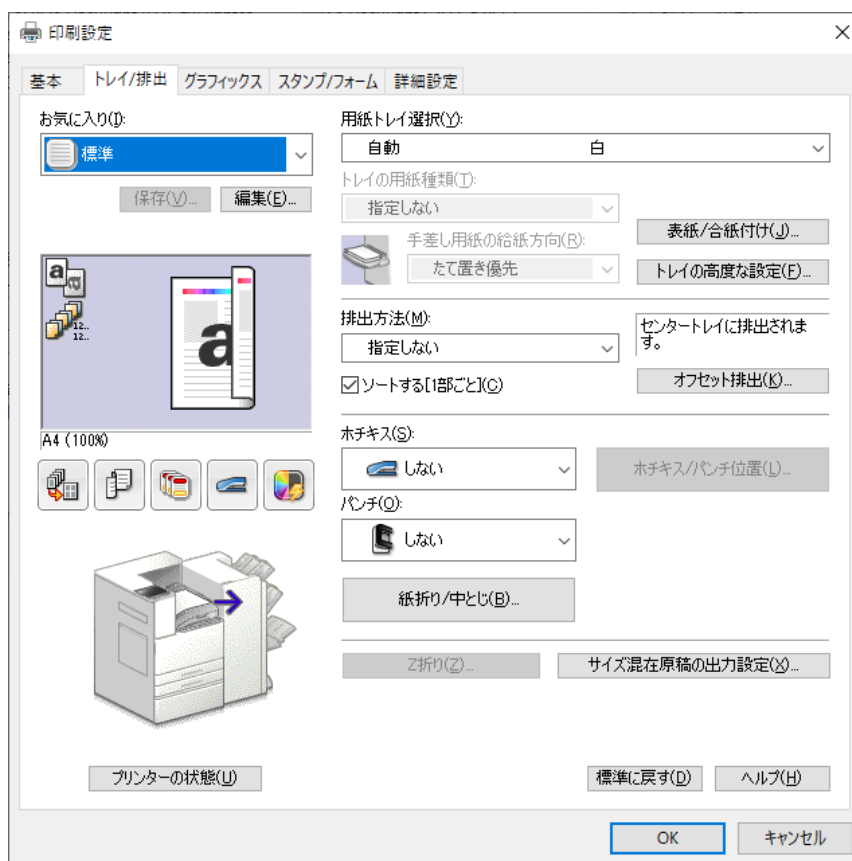 印刷設定
基本 トレイ/排出 グラフィックス スタンプ/フォーム 詳細設定
お気に入り(I):
標準
保存(V)... 編集(E)...
a a
12..
12..
a
A4 (100%)
プリンターの状態(U)
用紙トレイ選択(Y):
自動 白
トレイの用紙種類(T):
指定しない
手差し用紙の給紙方向(R):
たて置き優先
表紙/合紙付け(J)...
トレイの高度な設定(F)...
排出方法(M):
指定しない
センタートレイに排出されま
す。
ソートする[1部ごと](C)
オフセット排出(K)...
ホチキス(S):
しない
ホチキス/パンチ位置(L)...
パンチ(O):
しない
紙折り/中とじ(B)...
Z折り(Z)... サイズ混在原稿の出力設定(X)...
標準に戻す(D) ヘルプ(H)
OK キャンセル